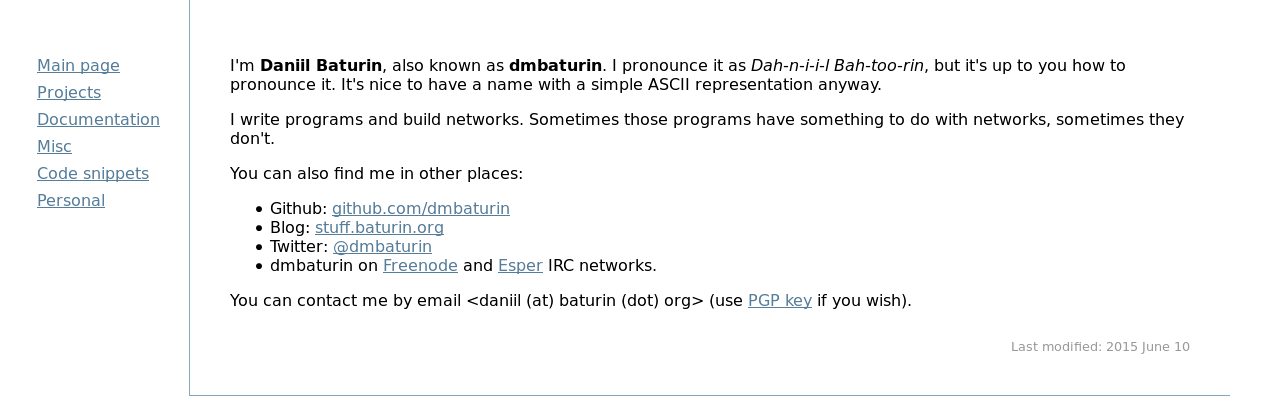 Main page
Projects
Documentation
Misc
Code snippets
Personal
I'm Daniil Baturin, also known as dmbaturin. I pronounce it as Dah-n-i-i-l Bah-too-rin, but it's up to you how to
pronounce it. It's nice to have a name with a simple ASCII representation anyway.
I write programs and build networks. Sometimes those programs have something to do with networks, sometimes they
don't.
You can also find me in other places:
• Github: github.com/dmbaturin
• Blog: stuff.baturin.org
• Twitter: @dmbaturin
• dmbaturin on Freenode and Esper IRC networks.
You can contact me by email <daniil (at) baturin (dot) org> (use PGP key if you wish).
Last modified: 2015 June 10